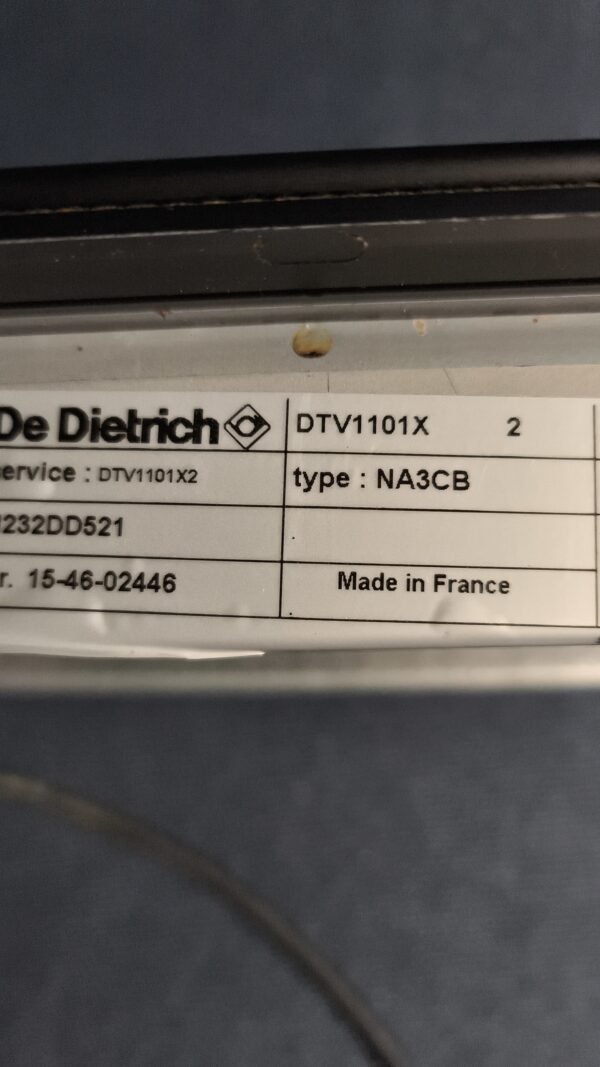 De Dietrich DTV1101X 2
ervice : DTV1101X2 type : NA3CB
232DD521
r. 15-46-02446 Made in France